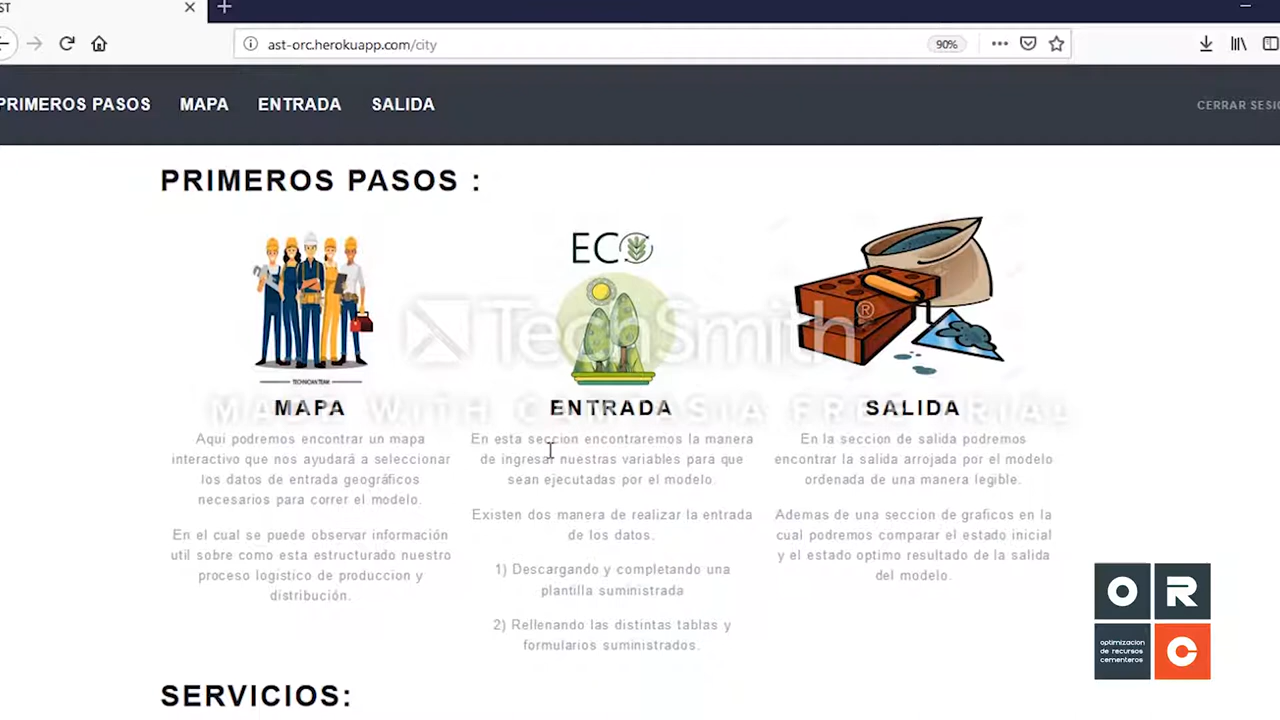 ST
ast-orc.herokuapp.com/city
90%
PRIMEROS PASOS MAPA ENTRADA SALIDA
CERRAR SESIO
PRIMEROS PASOS :
ECO
TECHNICIAN TEAM
TechSmith®
MADE WITH CAMTASIA FREE TRIAL
MAPA
Aqui podremos encontrar un mapa
interactivo que nos ayudará a seleccionar
los datos de entrada geográficos
necesarios para correr el modelo.
En el cual se puede observar información
util sobre como esta estructurado nuestro
proceso logistico de produccion y
distribución.
ENTRADA
En esta seccion encontraremos la manera
de ingresar nuestras variables para que
sean ejecutadas por el modelo.
Existen dos manera de realizar la entrada
de los datos.
1) Descargando y completando una
plantilla suministrada
2) Rellenando las distintas tablas y
formularios suministrados.
SALIDA
En la seccion de salida podremos
encontrar la salida arrojada por el modelo
ordenada de una manera legible.
Ademas de una seccion de graficos en la
cual podremos comparar el estado inicial
y el estado optimo resultado de la salida
del modelo.
O R
optimizacion
de recursos
cementeros
C
SERVICIOS: